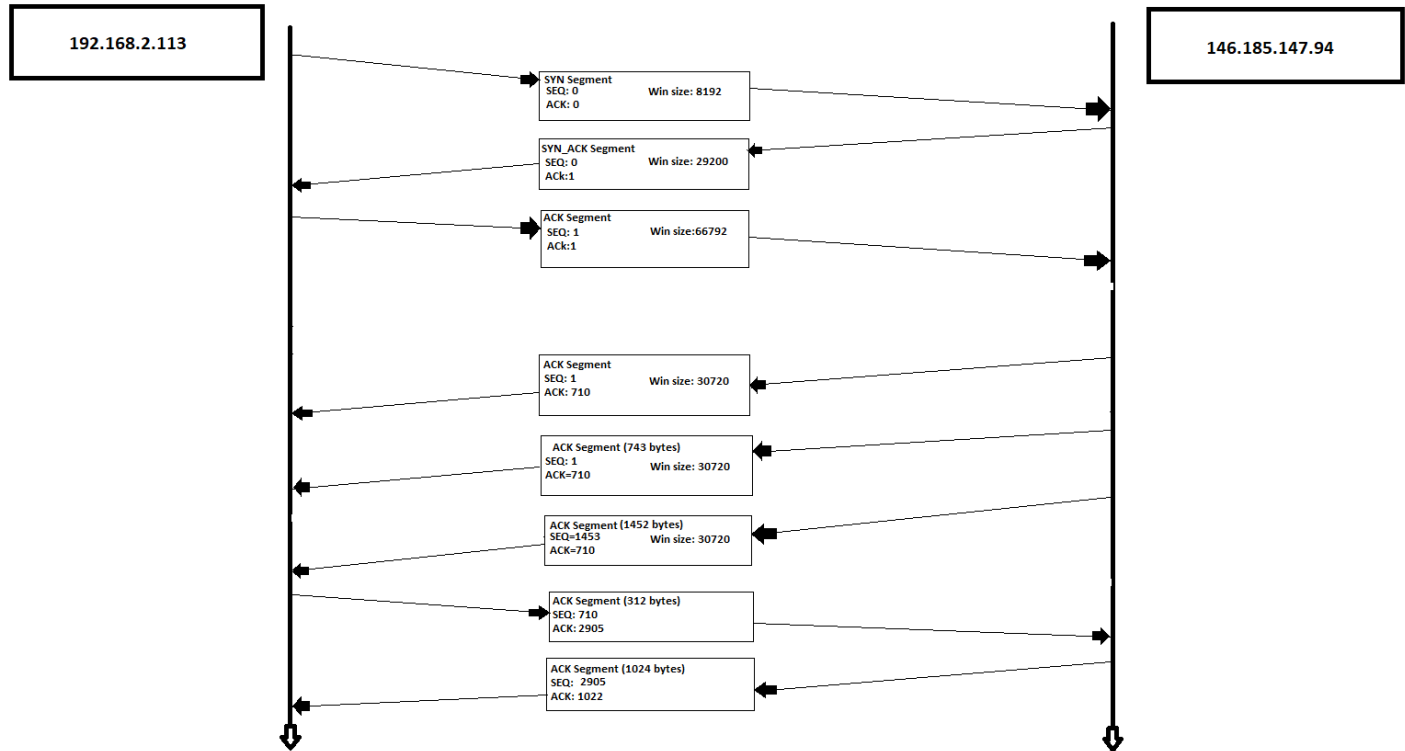 192.168.2.113
146.185.147.94
SYN Segment
SEQ: 0 Win size: 8192
ACK: 0
SYN_ACK Segment
SEQ: 0 Win size: 29200
ACk:1
ACK Segment
SEQ: 1 Win size:66792
ACk:1
ACK Segment
SEQ: 1 Win size: 30720
ACK: 710
ACK Segment (743 bytes)
SEQ: 1 Win size: 30720
ACK=710
ACK Segment (1452 bytes)
SEQ=1453 Win size: 30720
ACK=710
ACK Segment (312 bytes)
SEQ: 710
ACK: 2905
ACK Segment (1024 bytes)
SEQ: 2905
ACK: 1022